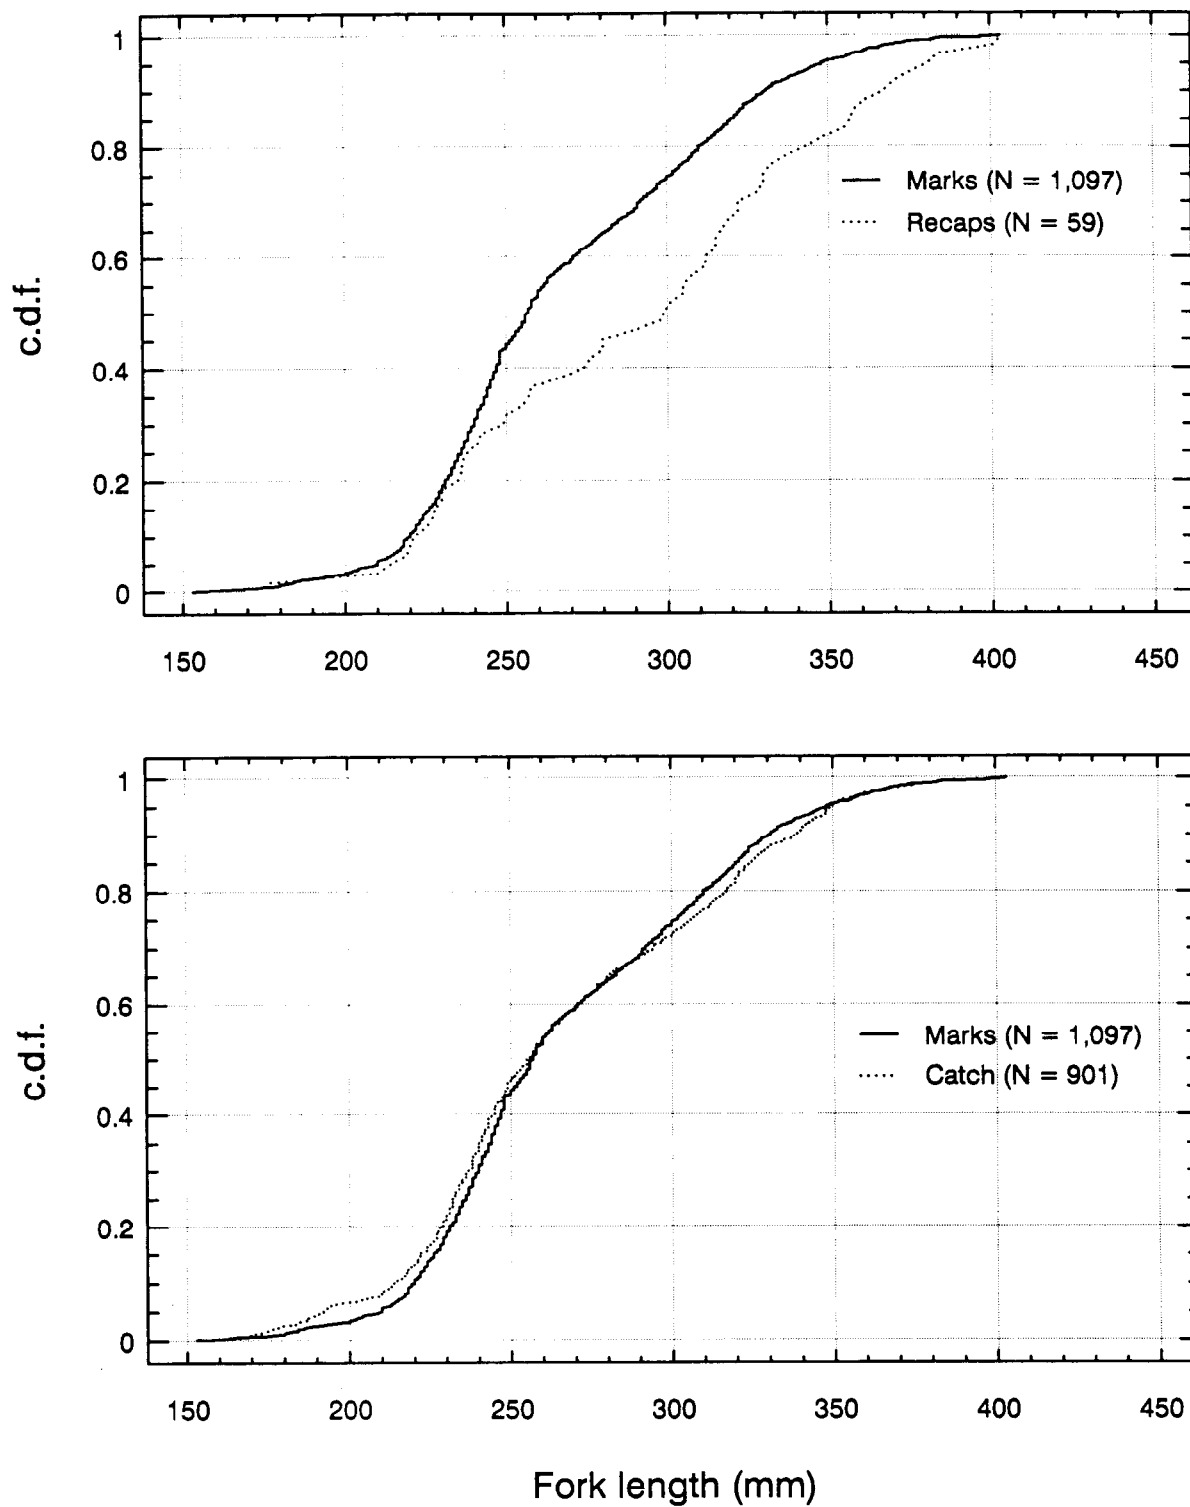 1
0.8
0.6
0.4
0.2
0
c.d.f.
Marks (N = 1,097)
Recaps (N = 59)
150 200 250 300 350 400 450
1
0.8
0.6
0.4
0.2
0
c.d.f.
Marks (N = 1,097)
Catch (N = 901)
150 200 250 300 350 400 450
Fork length (mm)